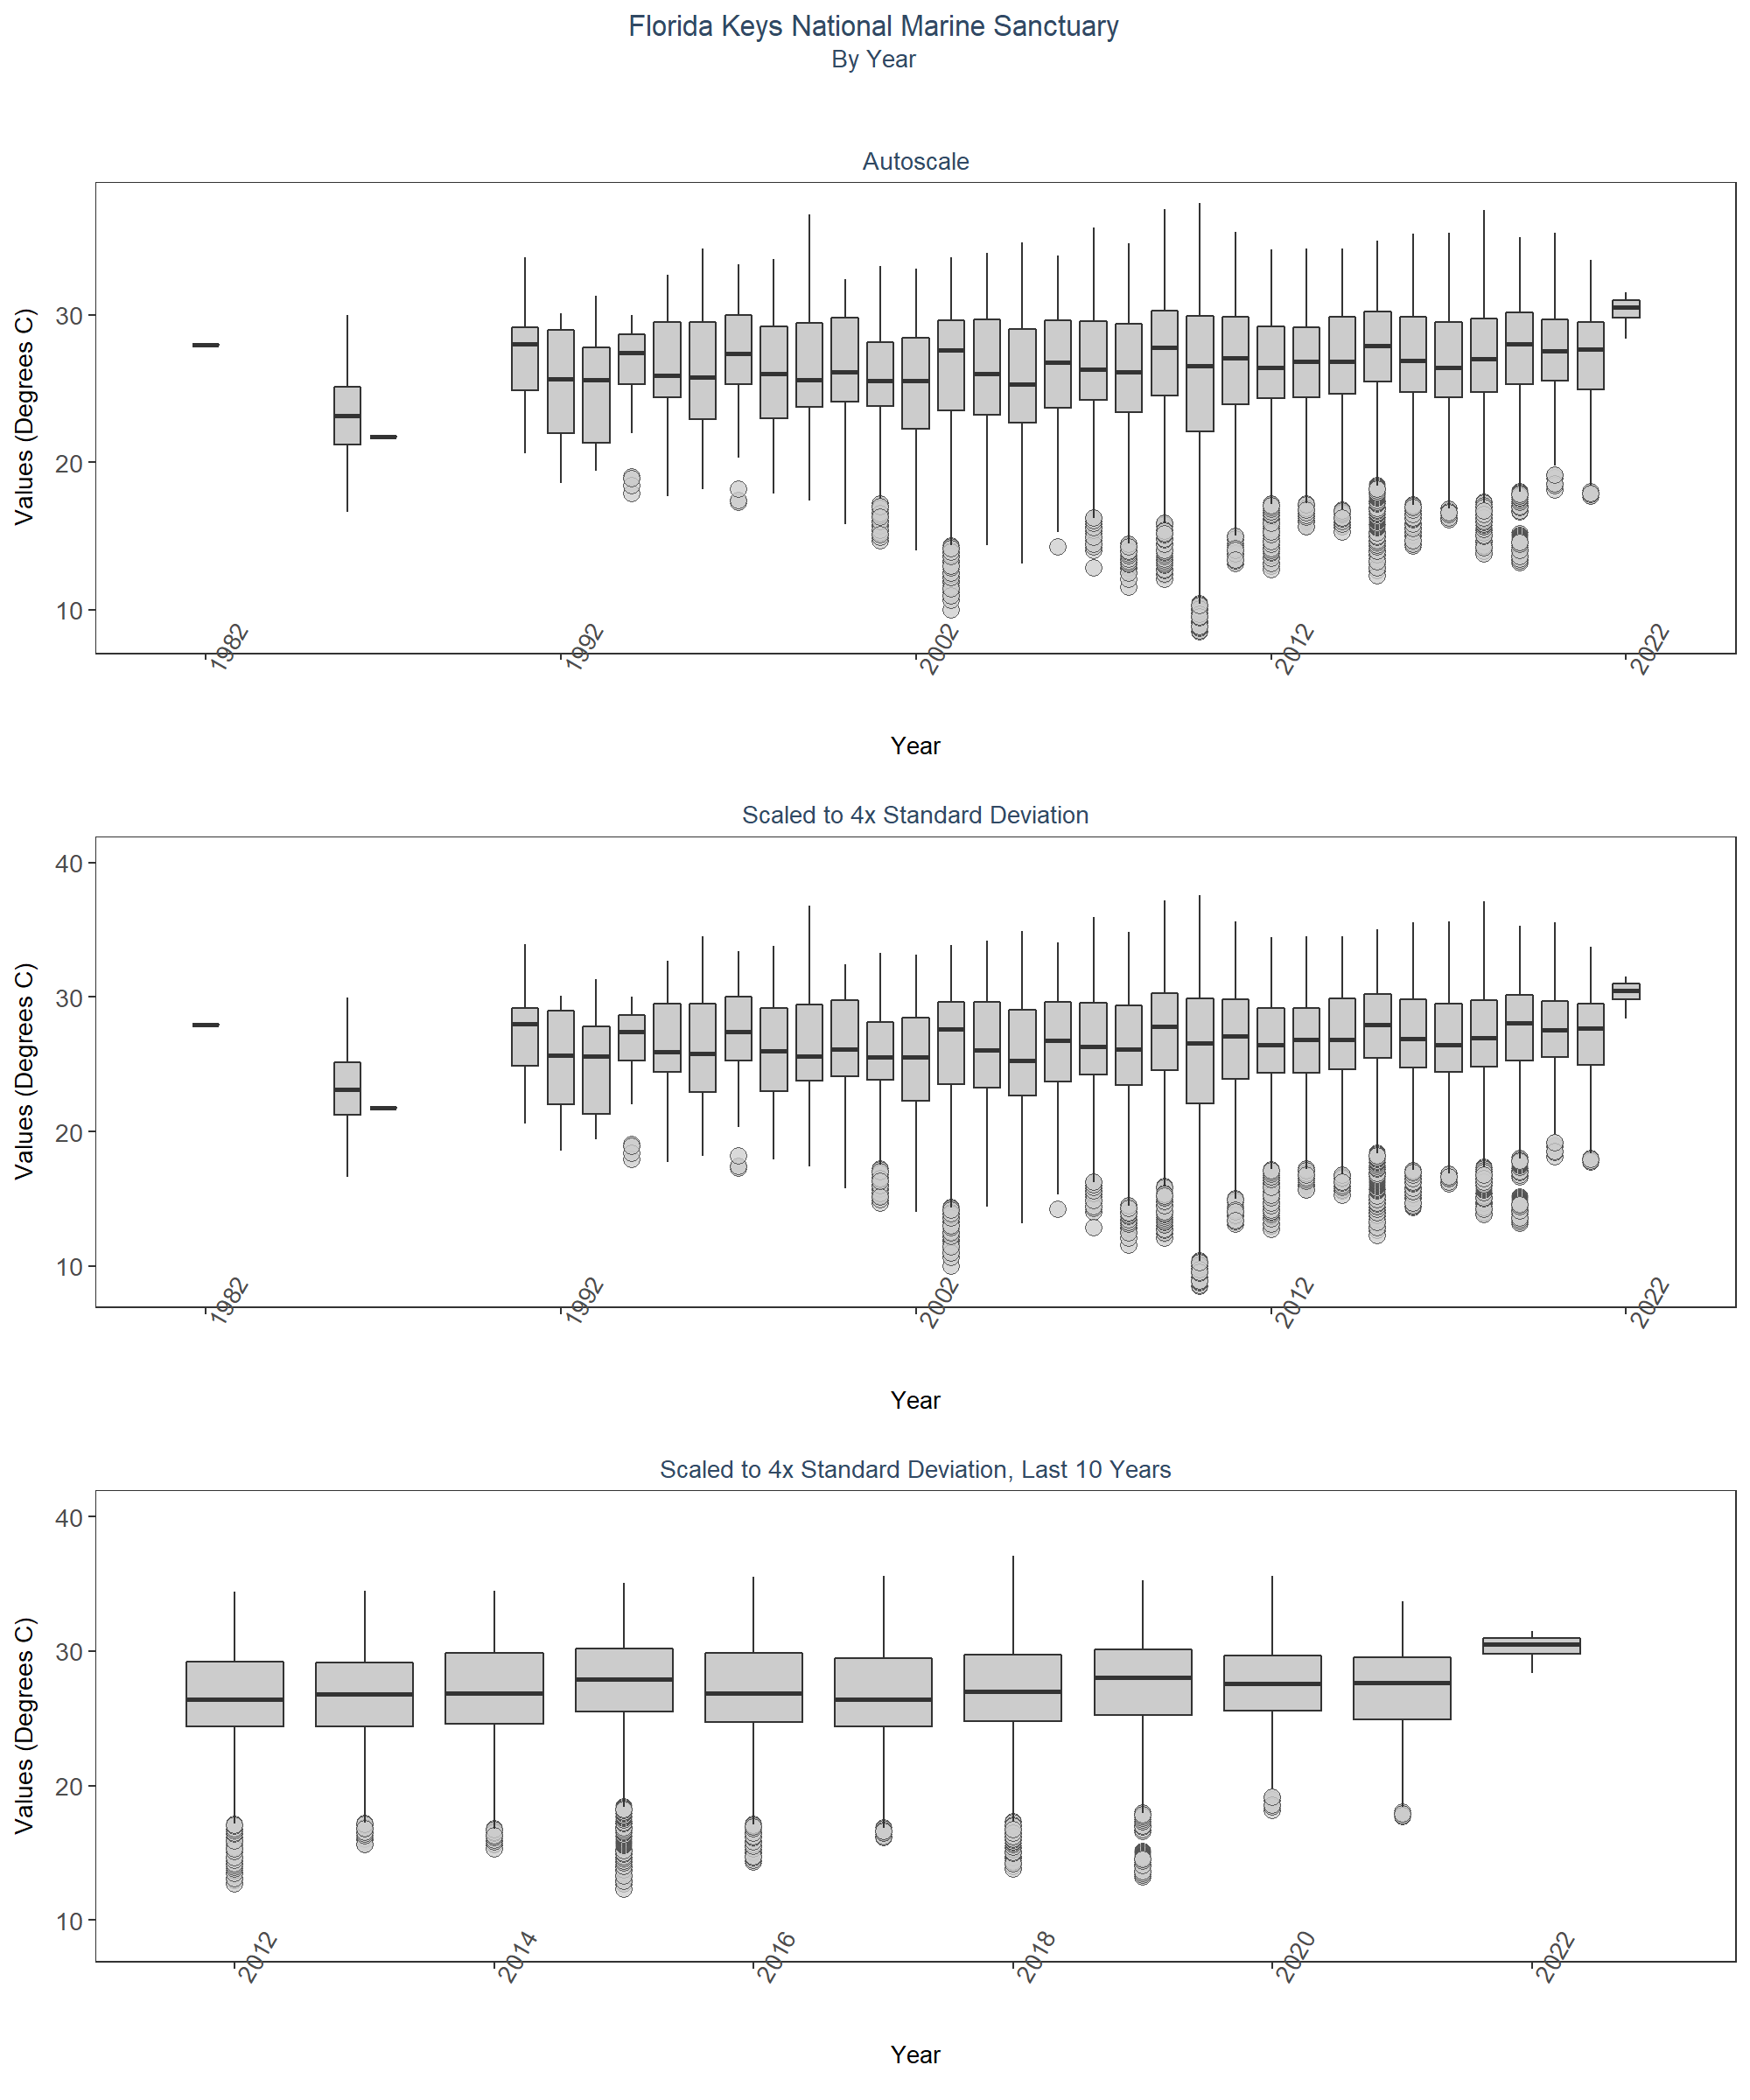 Florida Keys National Marine Sanctuary
By Year
Autoscale
Values (Degrees C)
30
20
10
1982
1992
2002
2012
2022
Year
Scaled to 4x Standard Deviation
Values (Degrees C)
40
30
20
10
1982
1992
2002
2012
2022
Year
Scaled to 4x Standard Deviation, Last 10 Years
Values (Degrees C)
40
30
20
10
2012
2014
2016
2018
2020
2022
Year